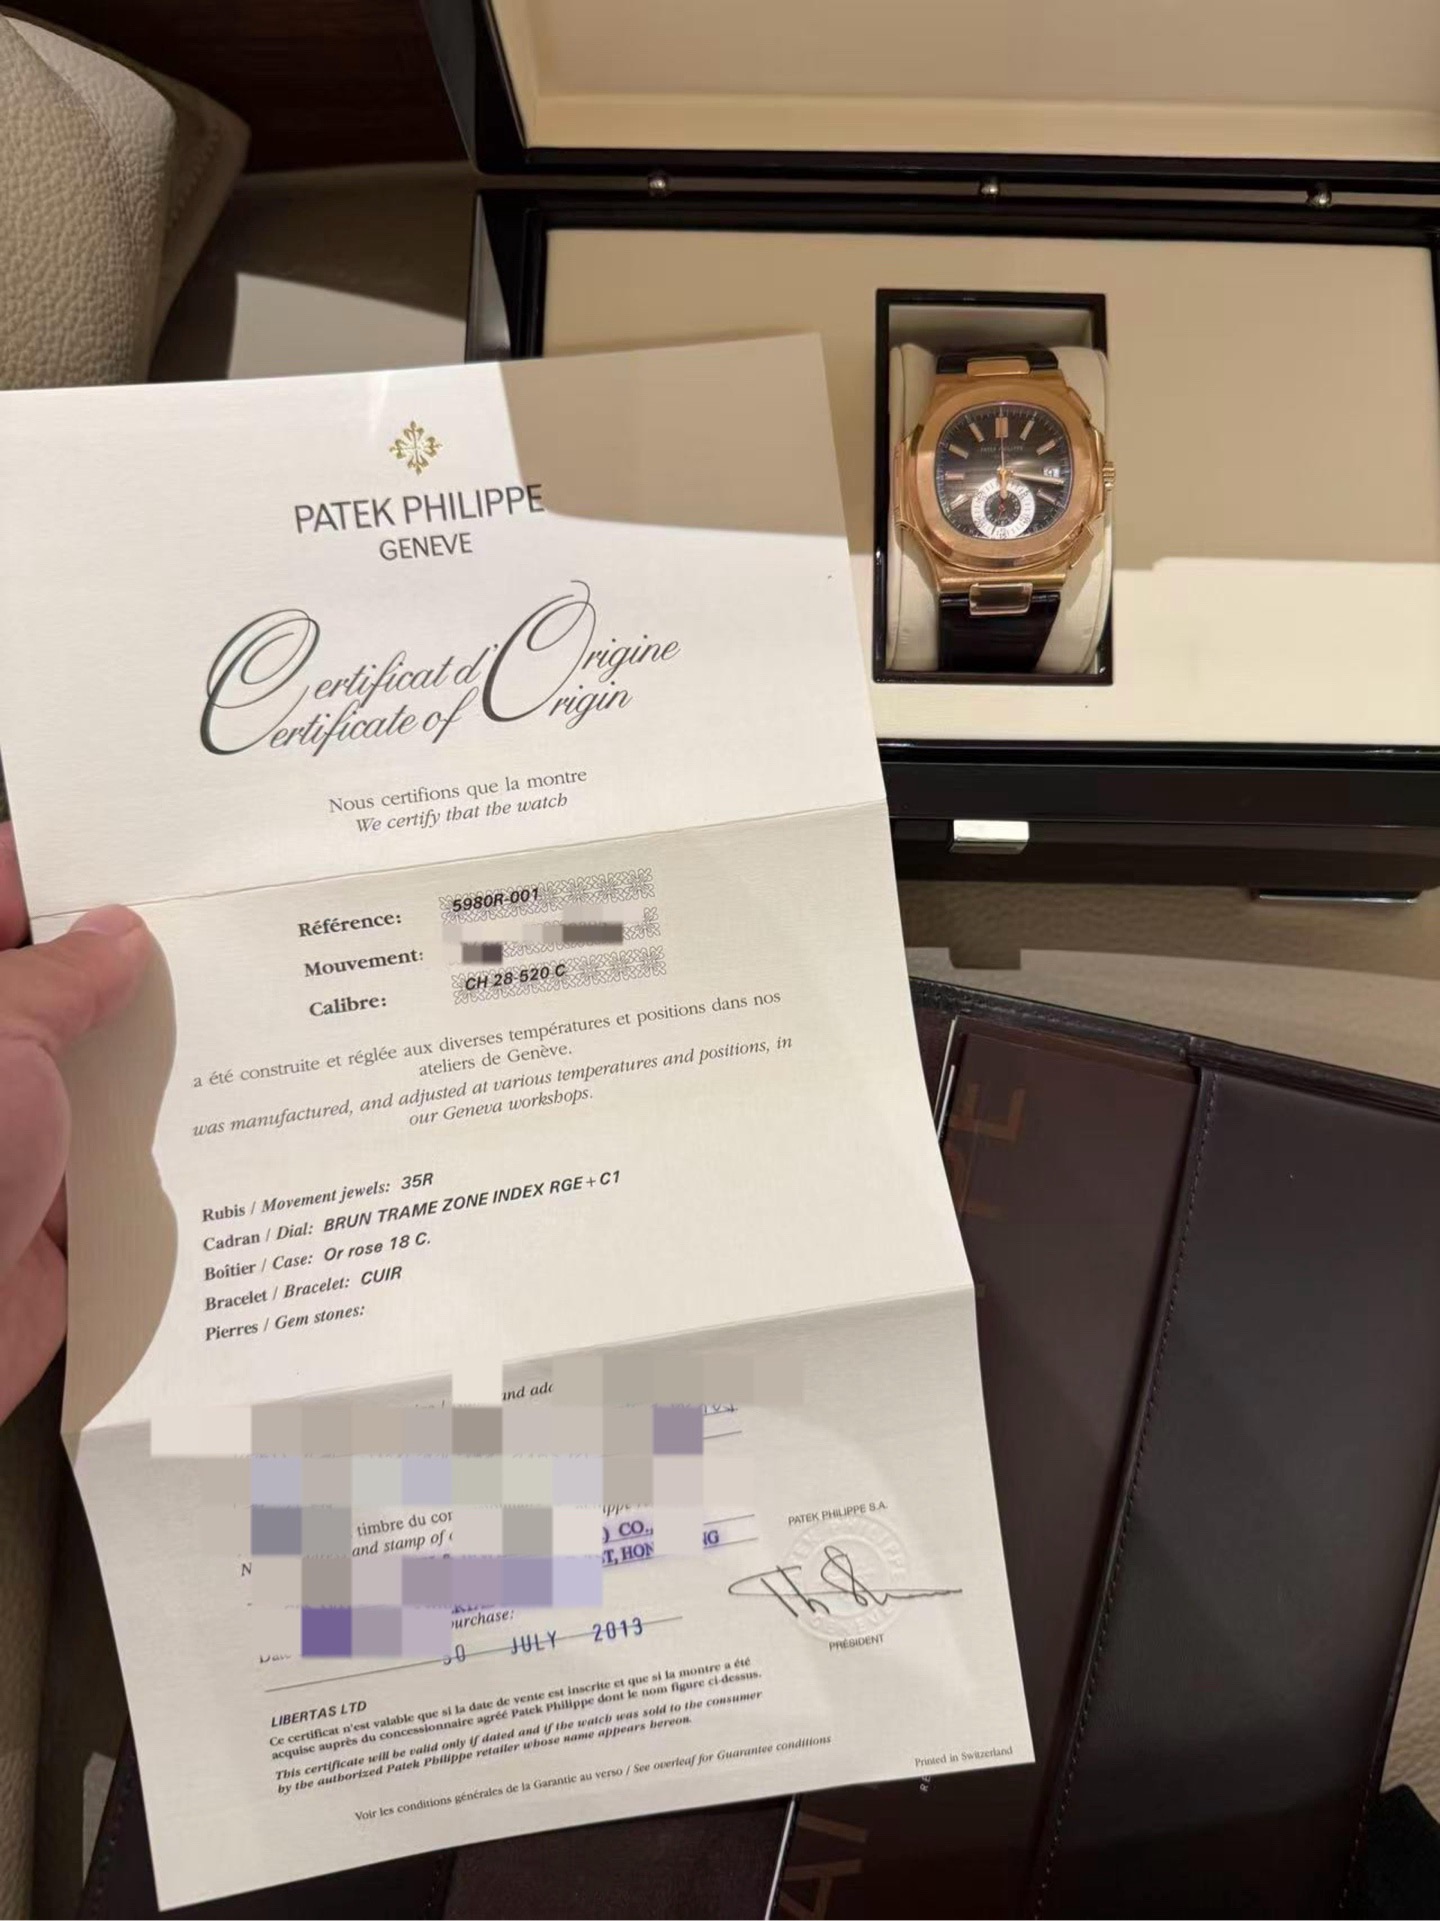 PATEK PHILIPPE
GENEVE
Certificat d'Origine
Certificate of Origin
Nous certifions que la montre
We certify that the watch
Référence: 5980R-001
Mouvement:
Calibre: CH 28-520 C
a été construite et réglée aux diverses températures et positions dans nos
ateliers de Genève.
was manufactured, and adjusted at various temperatures and positions, in
our Geneva workshops.
Rubis / Movement jewels: 35R
Cadran / Dial: BRUN TRAME ZONE INDEX RGE+C1
Boîtier / Case: Or rose 18 C.
Bracelet / Bracelet: CUIR
Pierres / Gem stones:
timbre du
and stamp of
) CO.,
PATEK PHILIPPE S.A.
PRÉSIDENT
JULY 2013
LIBERTAS LTD
Ce certificat n'est valable que si la date de vente est inscrite et que si la montre a été
acquise auprès du concessionnaire agréé Patek Philippe dont le nom figure ci-dessus.
This certificate will be valid only if dated and if the watch was sold to the consumer
by the authorized Patek Philippe retailer whose name appears hereon.
Voir les conditions générales de la Garantie au verso / See overleaf for Guarantee conditions
Printed in Switzerland
PATEK PHILIPPE